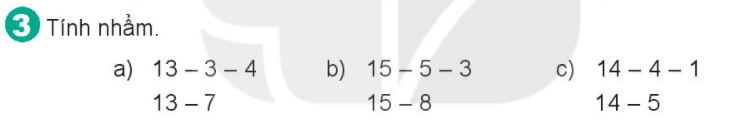 3 Tính nhẩm.
a) 13 – 3 – 4 b) 15 – 5 – 3 c) 14 – 4 – 1
13 – 7 15 – 8 14 – 5